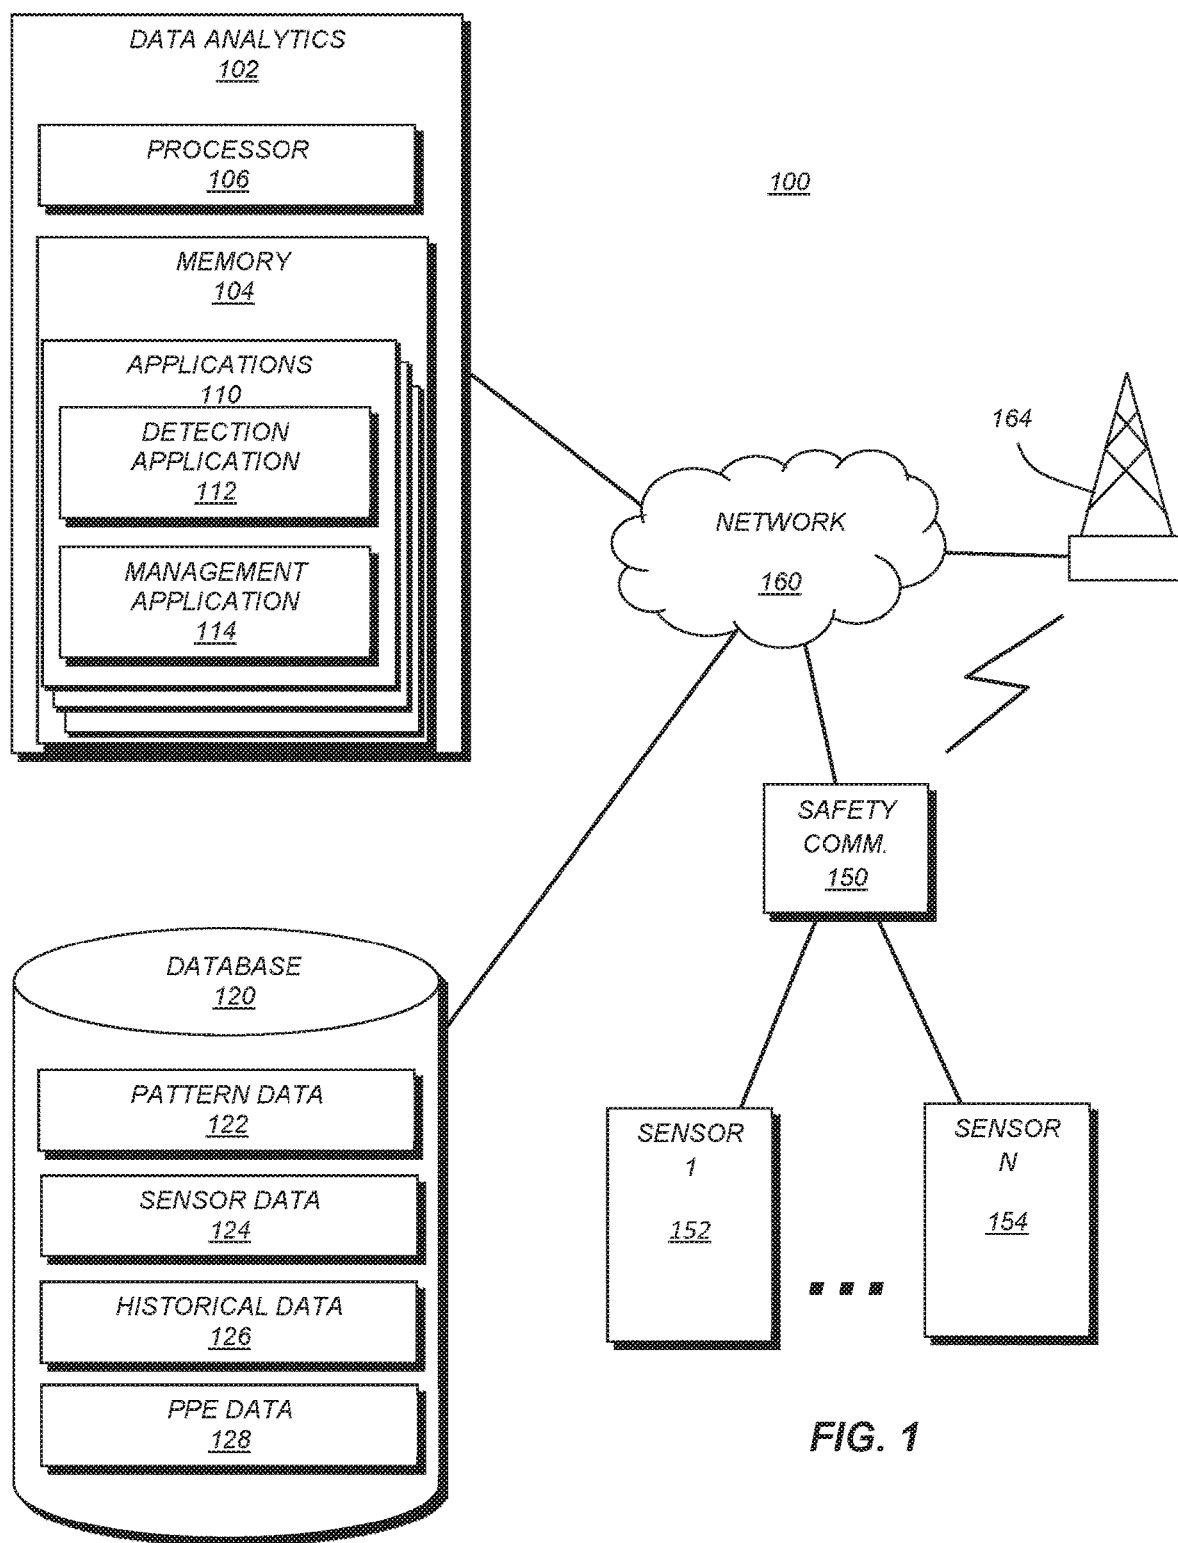 DATA ANALYTICS
102
PROCESSOR
106
MEMORY
104
APPLICATIONS
110
DETECTION
APPLICATION
112
MANAGEMENT
APPLICATION
114
100
164
NETWORK
160
SAFETY
COMM.
150
DATABASE
120
PATTERN DATA
122
SENSOR DATA
124
HISTORICAL DATA
126
PPE DATA
128
SENSOR
1
152
...
SENSOR
N
154
FIG. 1